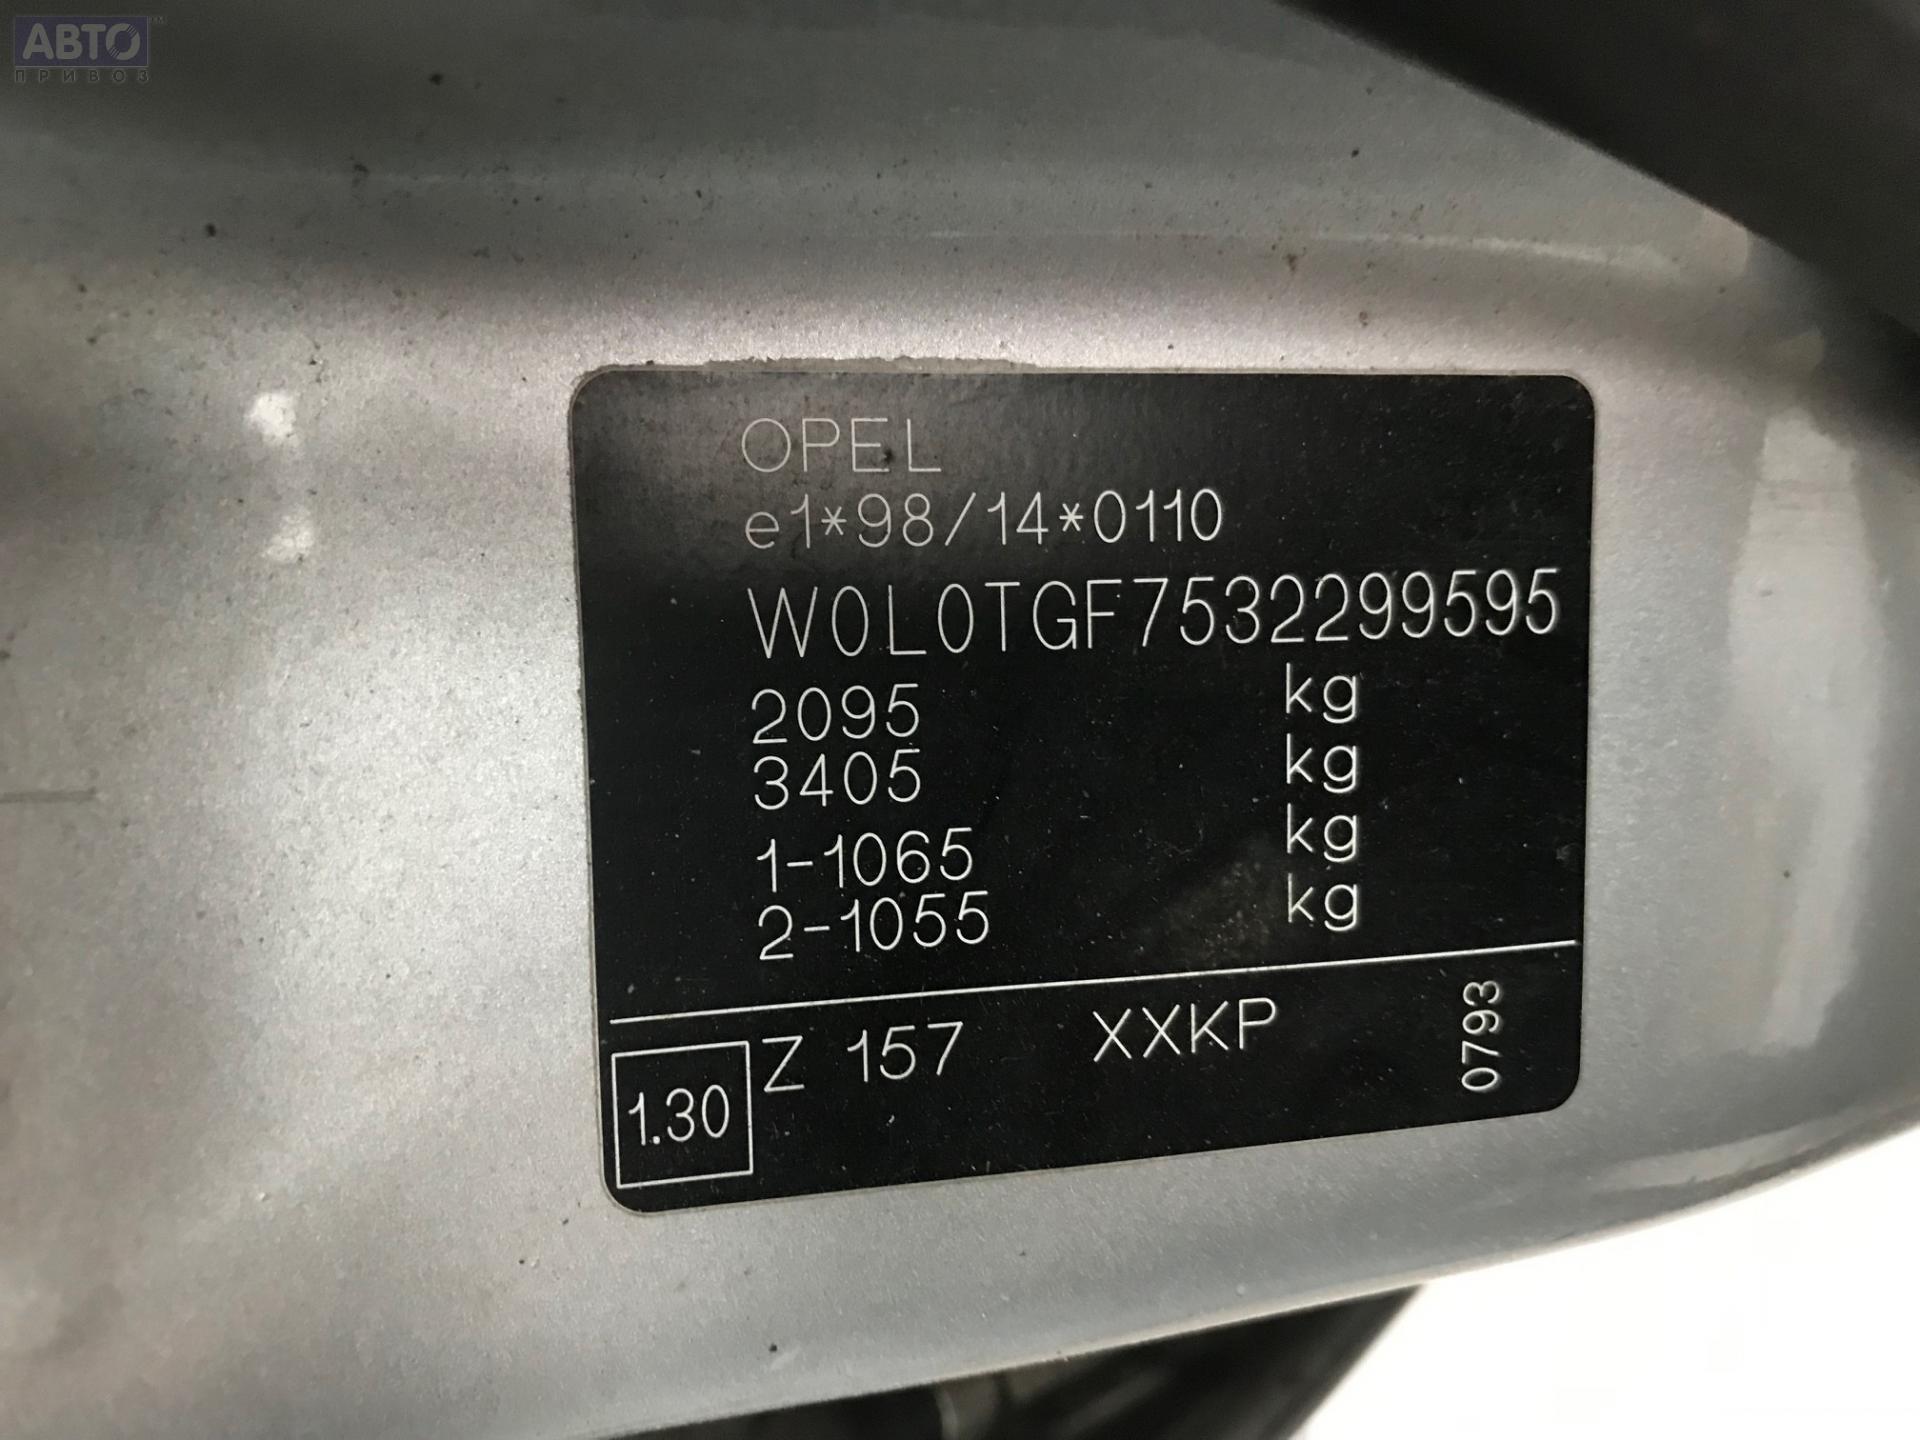 АВТО™
ПРИВОЗ
OPEL
e1*98/14*0110
W0L0TGF7532299595
2095 kg
3405 kg
1-1065 kg
2-1055 kg
1.30 Z 157 XXKP 0793